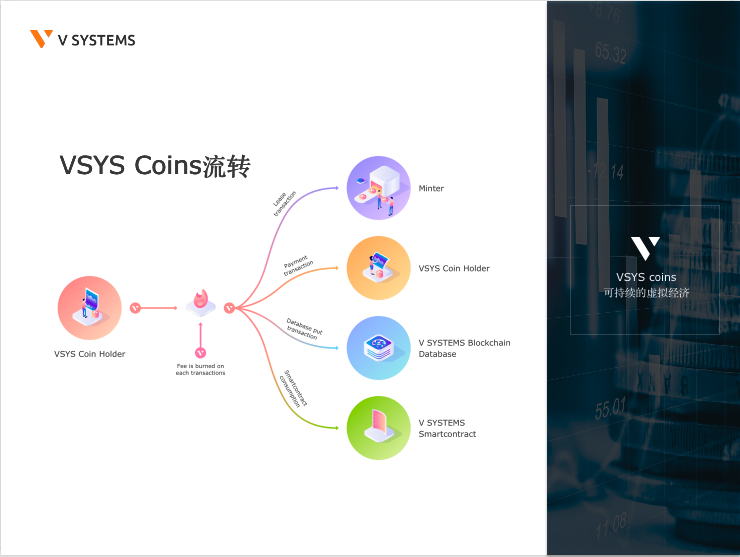 V SYSTEMS
VSYS Coins流转
Lease
transaction
Minter
Payment
transaction
VSYS Coin Holder
VSYS Coin Holder
Fee is burned on
each transactions
Database put
transaction
V SYSTEMS Blockchain
Database
Smartcontract
consumption
V SYSTEMS
Smartcontract
65.32
55.01
11.08
VSYS coins
可持续的虚拟经济